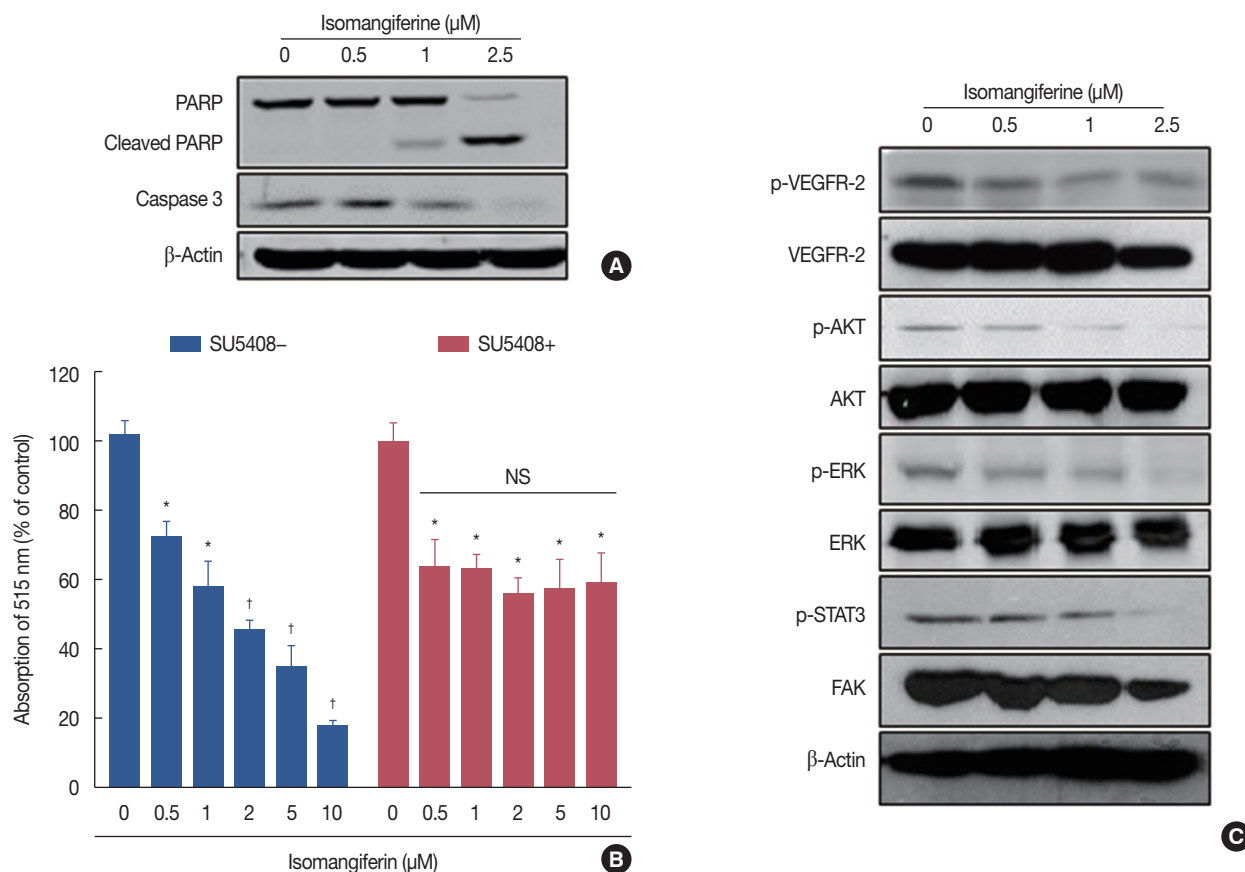 Isomangiferine (µM)
0 0.5 1 2.5
PARP
Cleaved PARP
Caspase 3
β-Actin
A
SU5408–
SU5408+
120
100
80
60
40
20
0
Absorption of 515 nm (% of control)
* * † † †
NS
* * * * *
0 0.5 1 2 5 10 0 0.5 1 2 5 10
Isomangiferin (µM)
B
Isomangiferine (µM)
0 0.5 1 2.5
p-VEGFR-2
VEGFR-2
p-AKT
AKT
p-ERK
ERK
p-STAT3
FAK
β-Actin
C